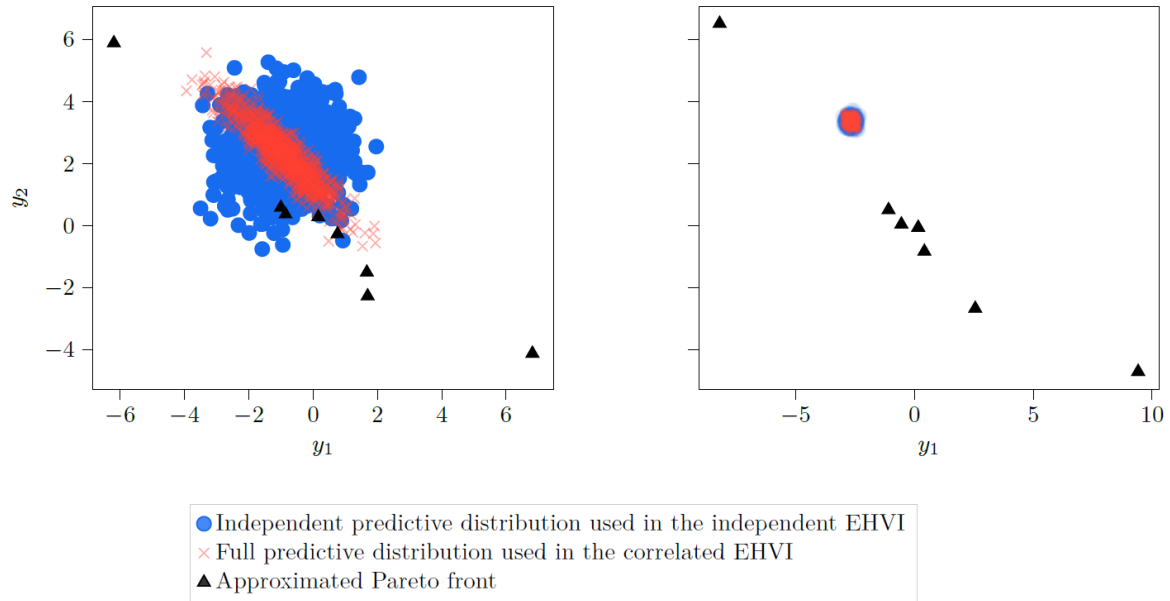 6
4
2
0
−2
−4
y₂
−6 −4 −2 0 2 4 6
y₁
−5 0 5 10
y₁
Independent predictive distribution used in the independent EHVI
Full predictive distribution used in the correlated EHVI
Approximated Pareto front